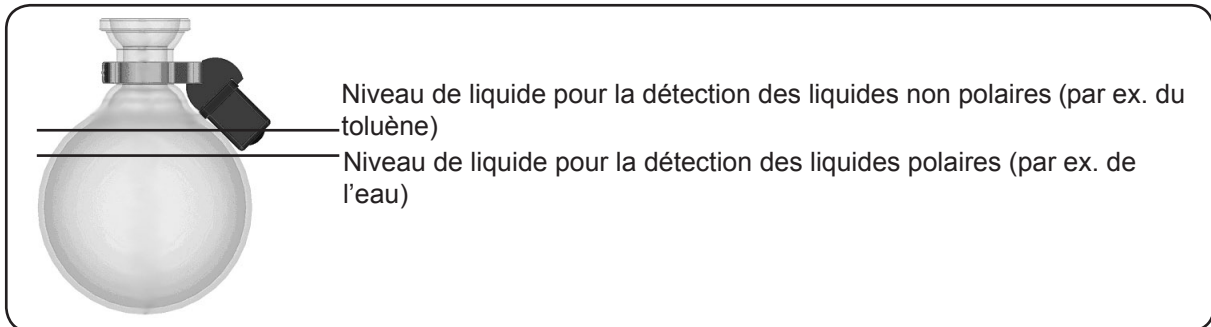 Niveau de liquide pour la détection des liquides non polaires (par ex. du
toluène)
Niveau de liquide pour la détection des liquides polaires (par ex. de
l’eau)